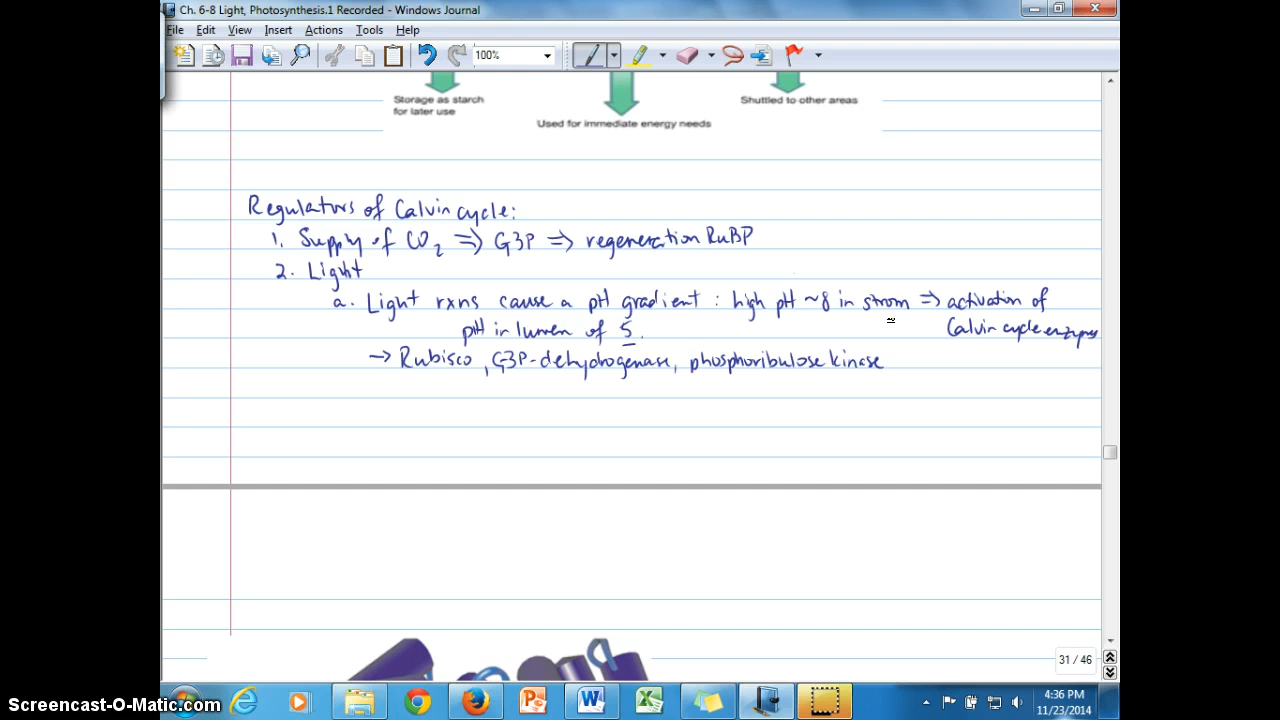 Ch. 6-8 Light, Photosynthesis.1 Recorded - Windows Journal
File Edit View Insert Actions Tools Help
100%
Storage as starch
for later use
Shuttled to other areas
Used for immediate energy needs
Regulators of Calvin cycle:
1. Supply of CO2 ⇒ G3P ⇒ regeneration RuBP
2. Light
a. Light rxns cause a pH gradient : high pH ~8 in strom ⇒ activation of
pH in lumen of 5. Calvin cycle enzymes
→ Rubisco, G3P-dehydrogenase, phosphoribulose kinase
31 / 46
4:36 PM
11/23/2014
Screencast-O-Matic.com